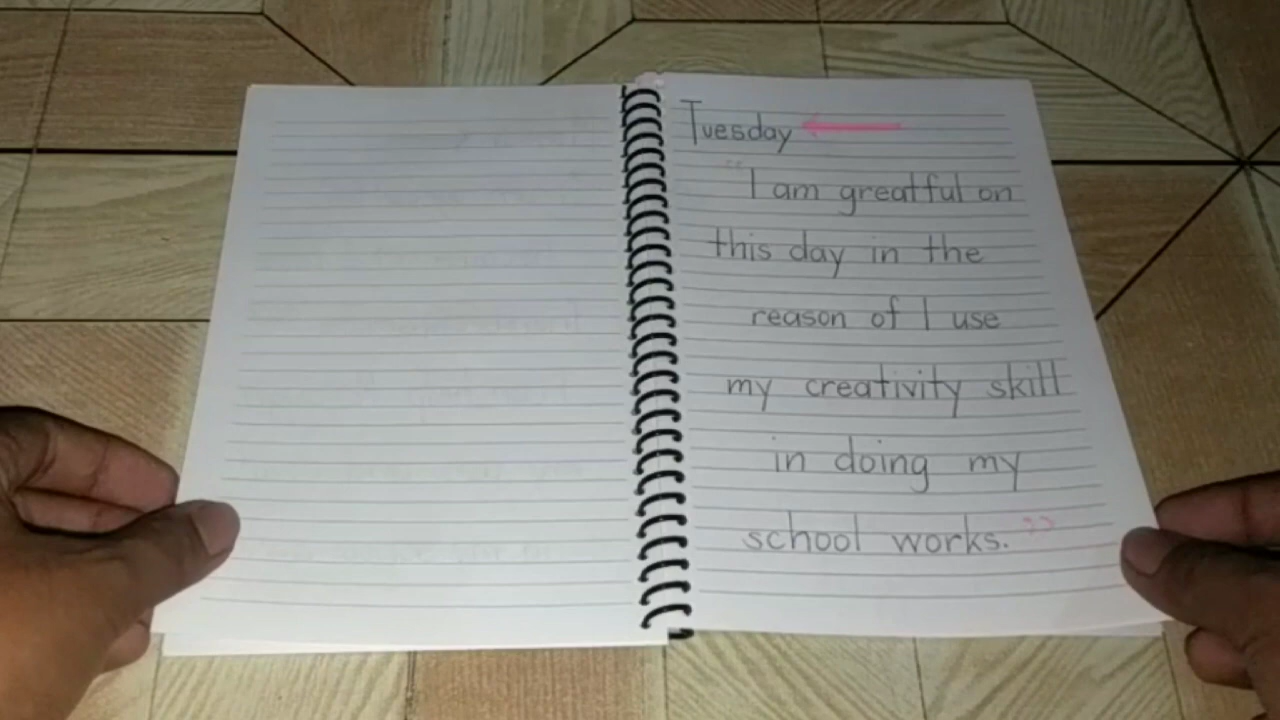 Tuesday
"I am greatful on
this day in the
reason of I use
my creativity skill
in doing my
school works."